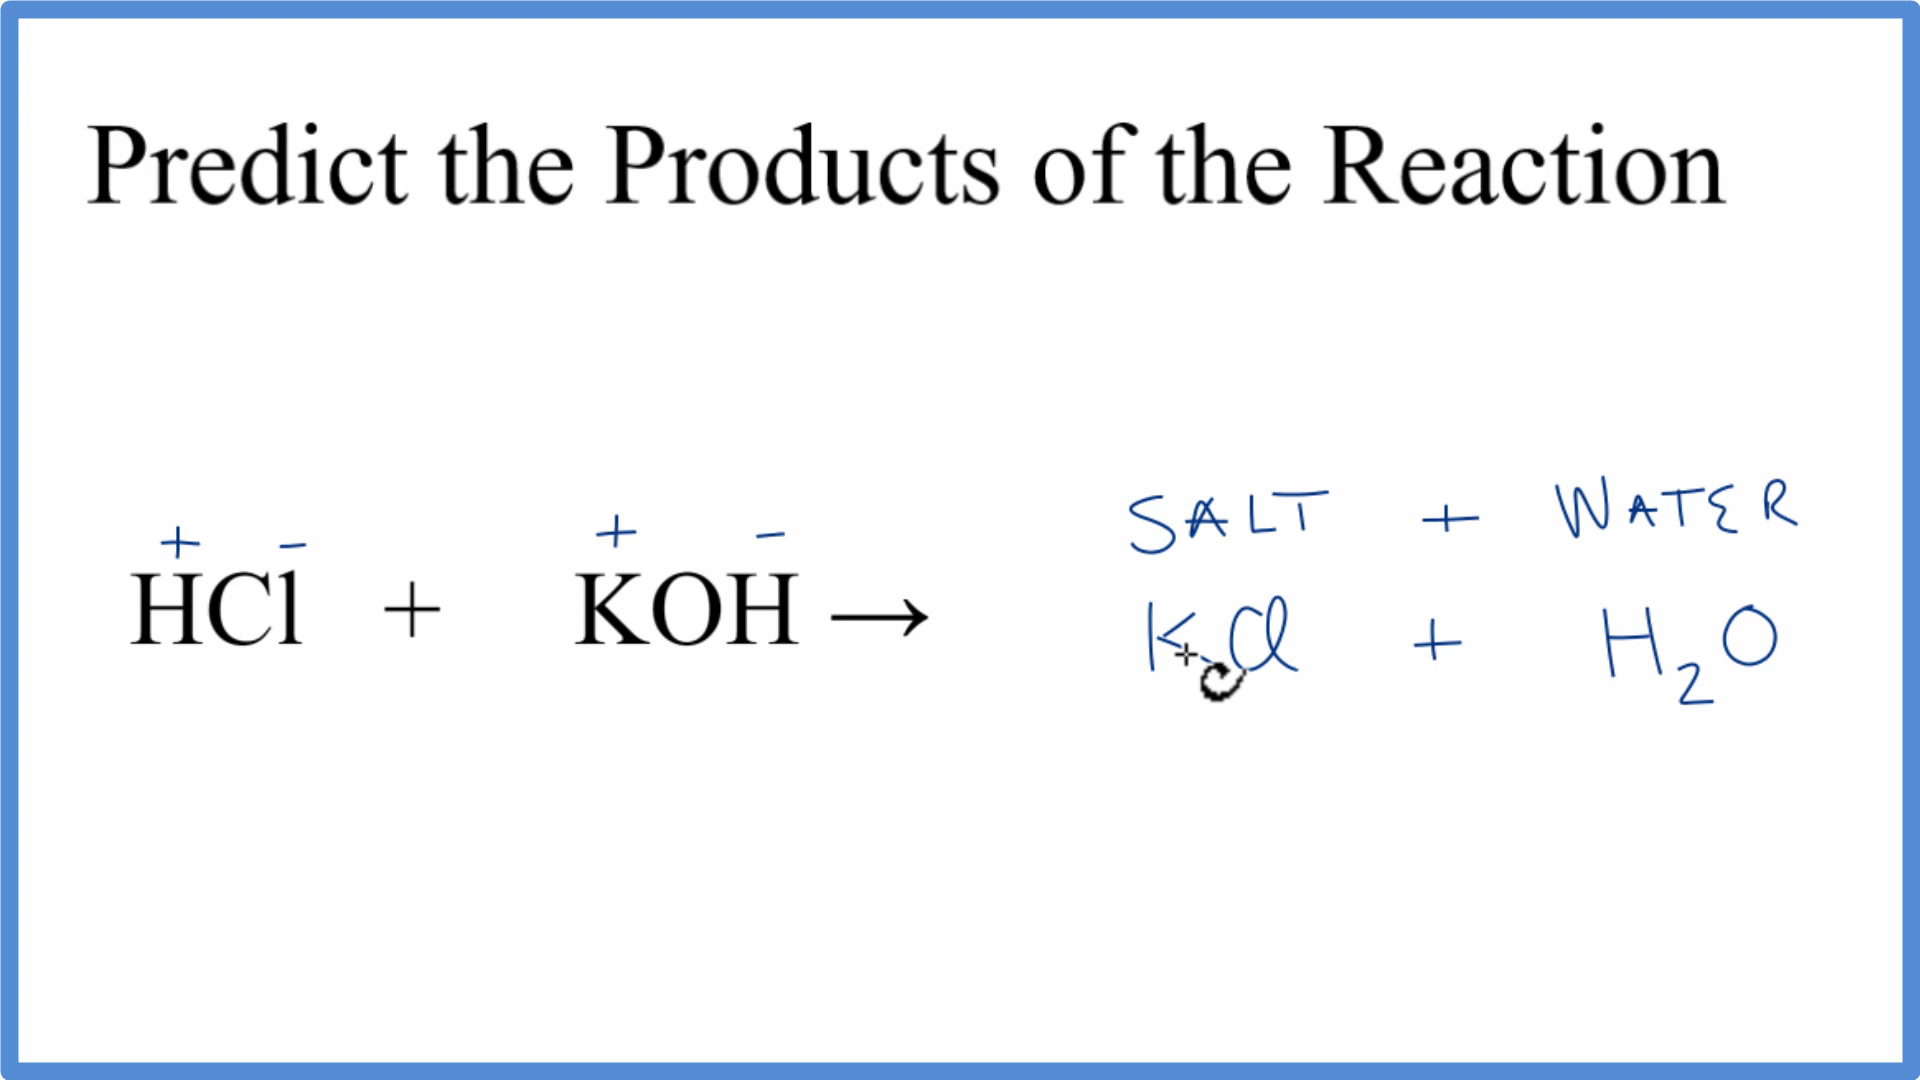 Predict the Products of the Reaction
SALT + WATER
+ - + -
HCl + KOH → KCl + H₂O